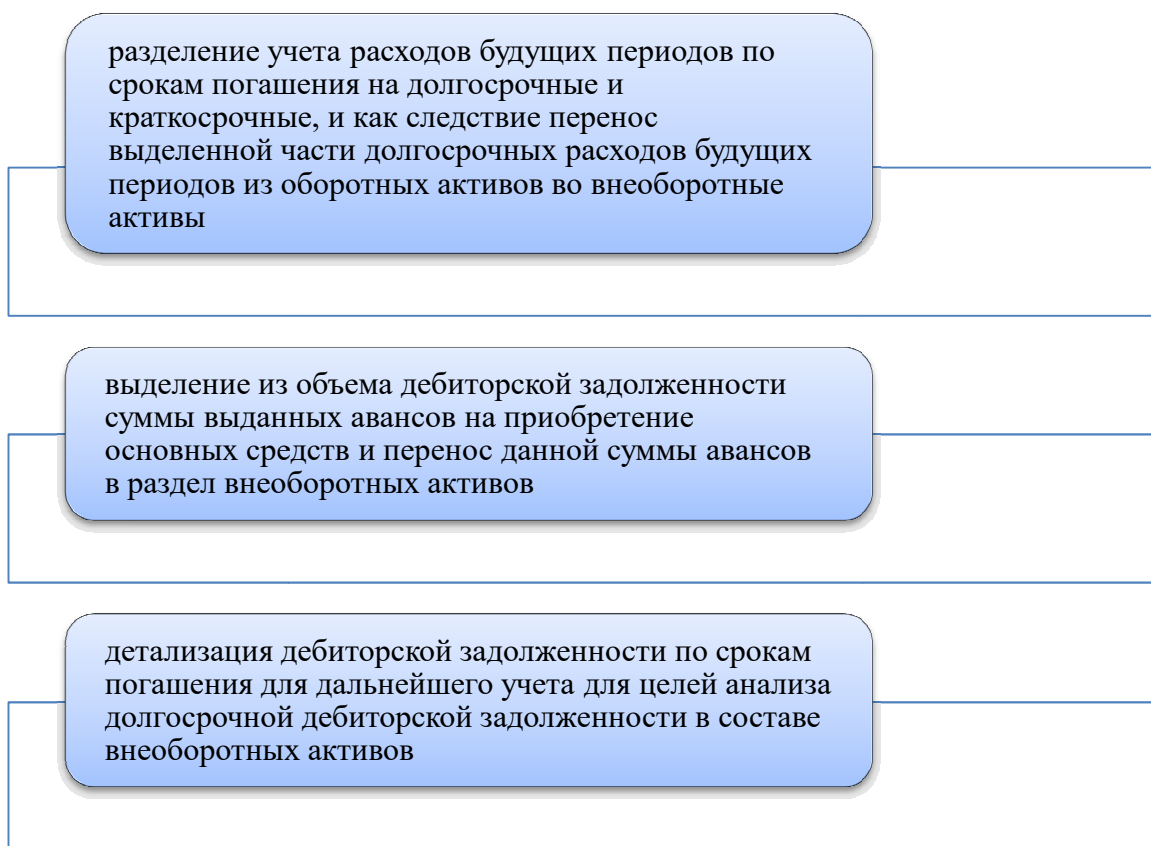 разделение учета расходов будущих периодов по
срокам погашения на долгосрочные и
краткосрочные, и как следствие перенос
выделенной части долгосрочных расходов будущих
периодов из оборотных активов во внеоборотные
активы
выделение из объема дебиторской задолженности
суммы выданных авансов на приобретение
основных средств и перенос данной суммы авансов
в раздел внеоборотных активов
детализация дебиторской задолженности по срокам
погашения для дальнейшего учета для целей анализа
долгосрочной дебиторской задолженности в составе
внеоборотных активов